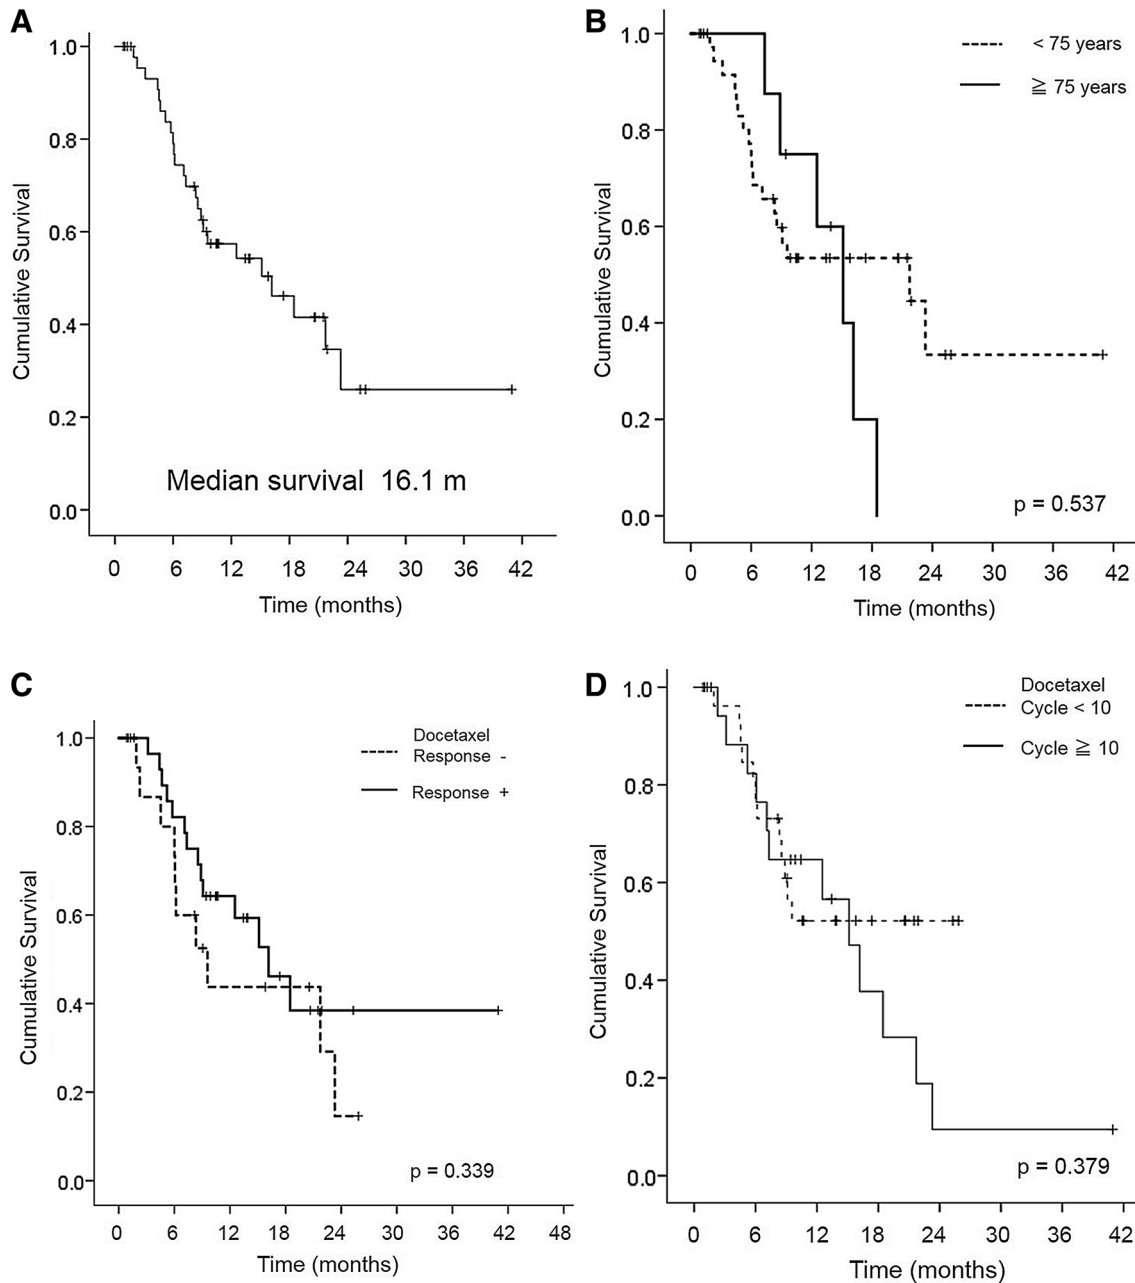 A
1.0
0.8
0.6
0.4
0.2
0.0
Cumulative Survival
Median survival 16.1 m
0 6 12 18 24 30 36 42
Time (months)
B
1.0
0.8
0.6
0.4
0.2
0.0
Cumulative Survival
< 75 years
≧ 75 years
p = 0.537
0 6 12 18 24 30 36 42
Time (months)
C
1.0
0.8
0.6
0.4
0.2
0.0
Cumulative Survival
Docetaxel
Response -
Response +
p = 0.339
0 6 12 18 24 30 36 42 48
Time (months)
D
1.0
0.8
0.6
0.4
0.2
0.0
Cumulative Survival
Docetaxel
Cycle < 10
Cycle ≧ 10
p = 0.379
0 6 12 18 24 30 36 42
Time (months)